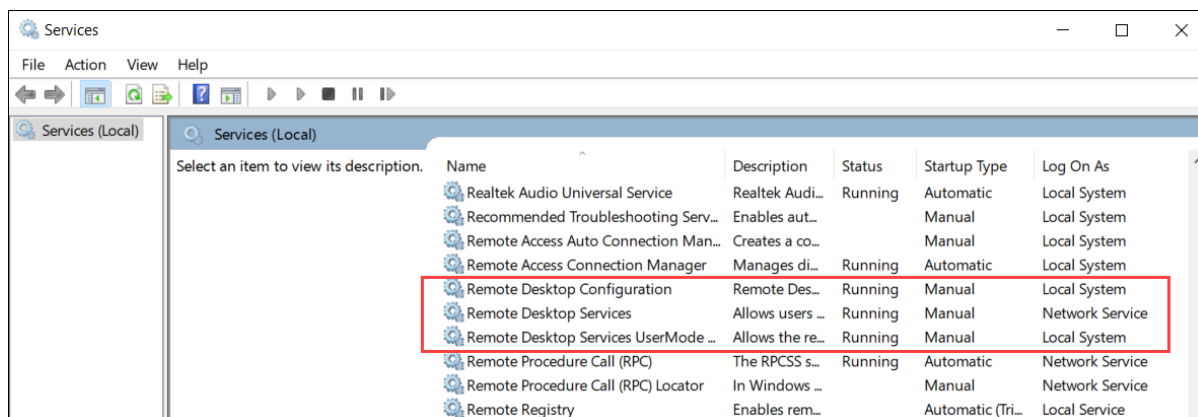 Services
File Action View Help
Services (Local)
Services (Local)
Select an item to view its description.
Name Description Status Startup Type Log On As
Realtek Audio Universal Service Realtek Audi... Running Automatic Local System
Recommended Troubleshooting Serv... Enables aut... Manual Local System
Remote Access Auto Connection Man... Creates a co... Manual Local System
Remote Access Connection Manager Manages di... Running Automatic Local System
Remote Desktop Configuration Remote Des... Running Manual Local System
Remote Desktop Services Allows users ... Running Manual Network Service
Remote Desktop Services UserMode ... Allows the re... Running Manual Local System
Remote Procedure Call (RPC) The RPCSS s... Running Automatic Network Service
Remote Procedure Call (RPC) Locator In Windows ... Manual Network Service
Remote Registry Enables rem... Automatic (Tri... Local Service